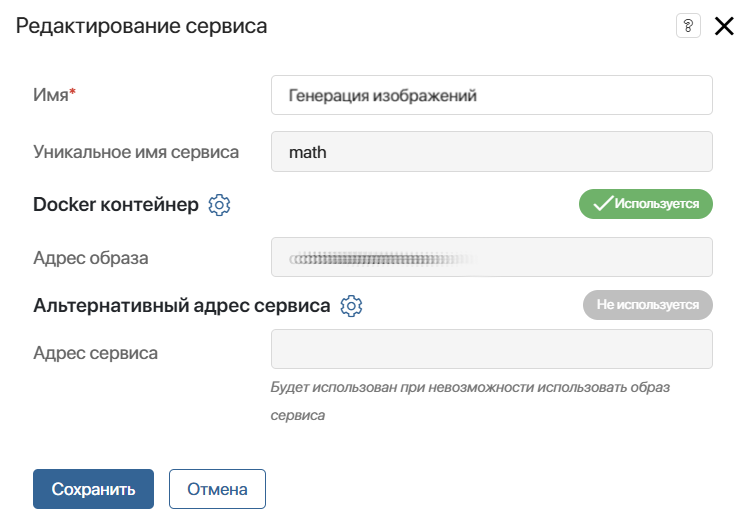 Редактирование сервиса ?
Имя* Генерация изображений
Уникальное имя сервиса math
Docker контейнер Используется
Адрес образа
Альтернативный адрес сервиса Не используется
Адрес сервиса
Будет использован при невозможности использовать образ
сервиса
Сохранить Отмена